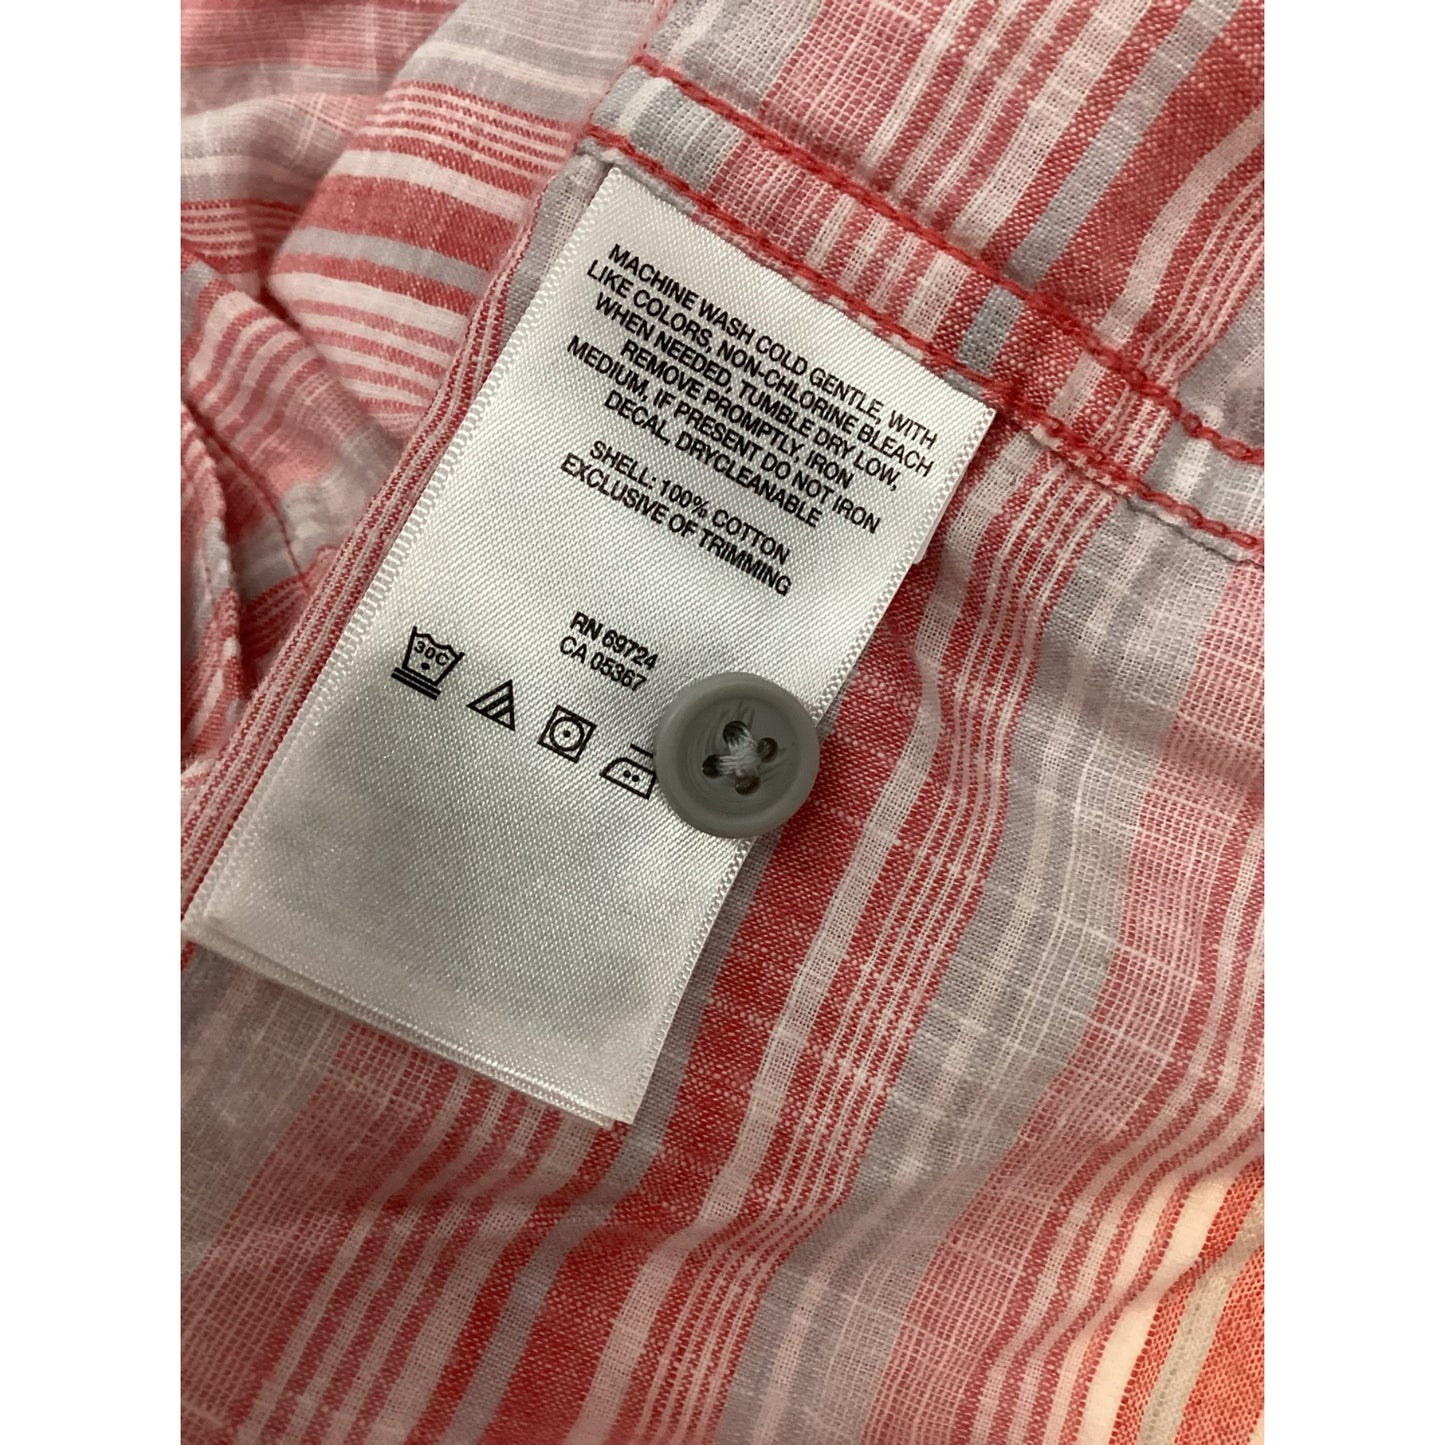 MACHINE WASH COLD GENTLE, WITH
LIKE COLORS, NON-CHLORINE BLEACH
WHEN NEEDED, TUMBLE DRY LOW,
REMOVE PROMPTLY, IRON
MEDIUM, IF PRESENT DO NOT IRON
DECAL, DRYCLEANABLE
SHELL: 100% COTTON
EXCLUSIVE OF TRIMMING
RN 69724
CA 05367
30C